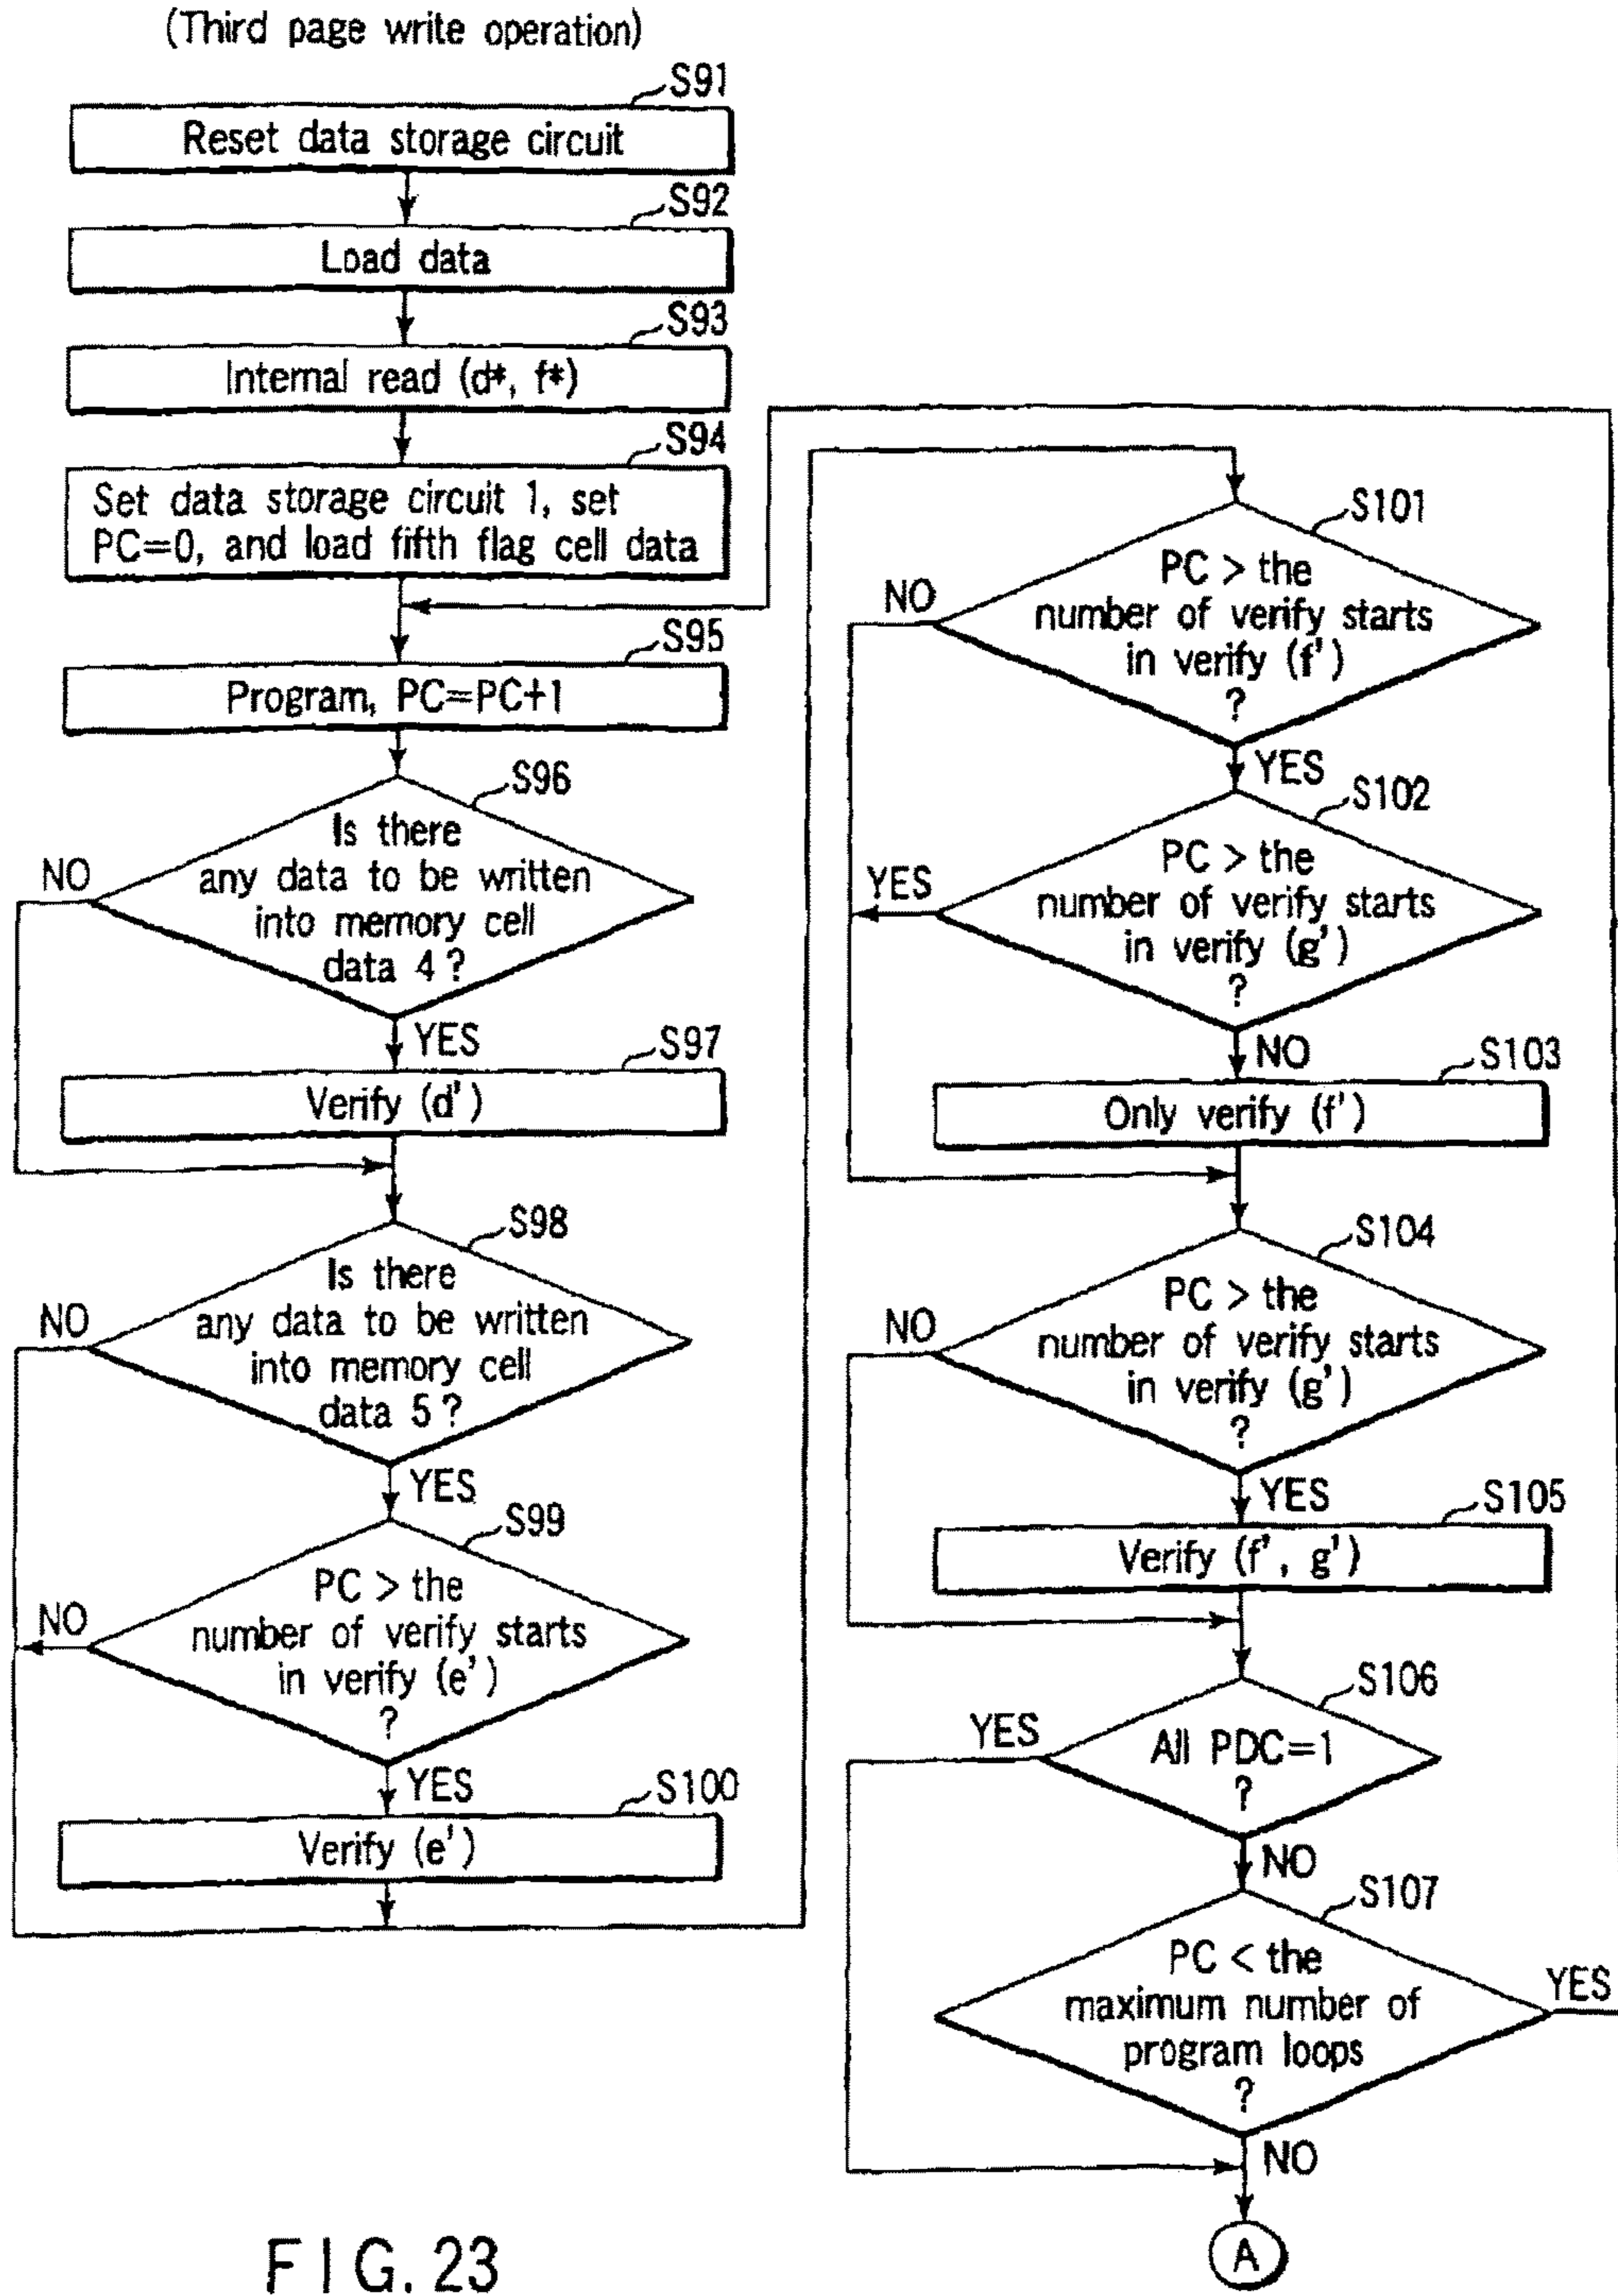 (Third page write operation)
S91
Reset data storage circuit
S92
Load data
S93
Internal read (d*, f*)
S94
Set data storage circuit 1, set
PC=0, and load fifth flag cell data
S95
Program, PC=PC+1
S96
Is there
any data to be written
into memory cell
data 4 ?
NO
YES
S97
Verify (d')
S98
Is there
any data to be written
into memory cell
data 5 ?
NO
YES
S99
PC > the
number of verify starts
in verify (e')
?
NO
YES
S100
Verify (e')
S101
PC > the
number of verify starts
in verify (f')
?
NO
YES
S102
PC > the
number of verify starts
in verify (g')
?
YES
NO
S103
Only verify (f')
S104
PC > the
number of verify starts
in verify (g')
?
NO
YES
S105
Verify (f', g')
S106
All PDC=1
?
YES
NO
S107
PC < the
maximum number of
program loops
?
YES
NO
A
FIG. 23